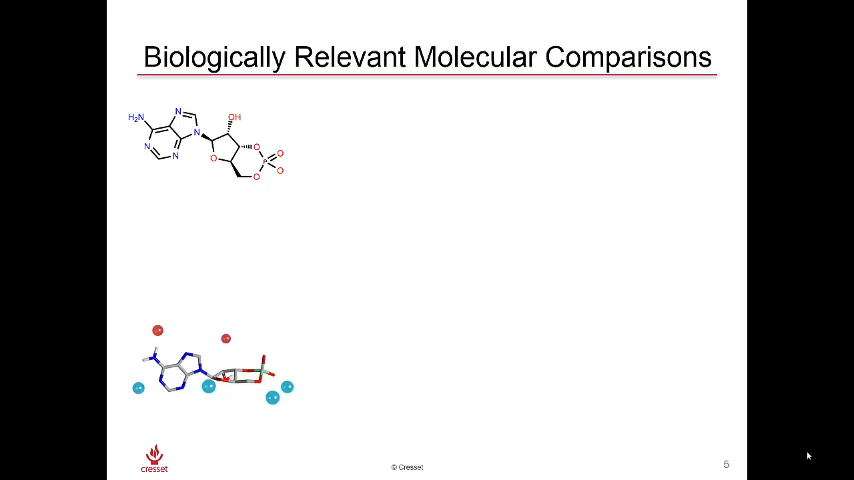 Biologically Relevant Molecular Comparisons
H₂N
N
N
N
N
OH
O
O
P
O
O
O
cresset
© Cresset
5